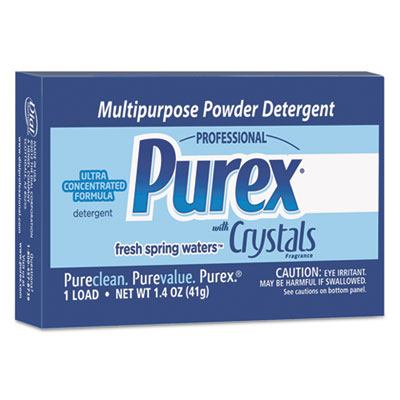 Multipurpose Powder Detergent
PROFESSIONAL
ULTRA
CONCENTRATED
FORMULA
detergent
Purex®
with Crystals
Fragrance
fresh spring waters™
Pureclean. Purevalue. Purex.®
1 LOAD • NET WT 1.4 OZ (41g)
CAUTION: EYE IRRITANT.
MAY BE HARMFUL IF SWALLOWED.
See cautions on bottom panel.
Dial